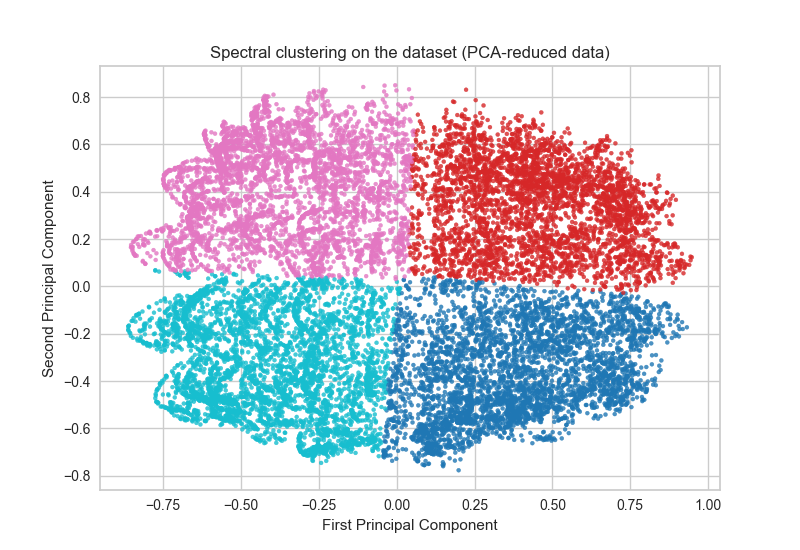 Spectral clustering on the dataset (PCA-reduced data)
Second Principal Component
0.8
0.6
0.4
0.2
0.0
−0.2
−0.4
−0.6
−0.8
−0.75 −0.50 −0.25 0.00 0.25 0.50 0.75 1.00
First Principal Component